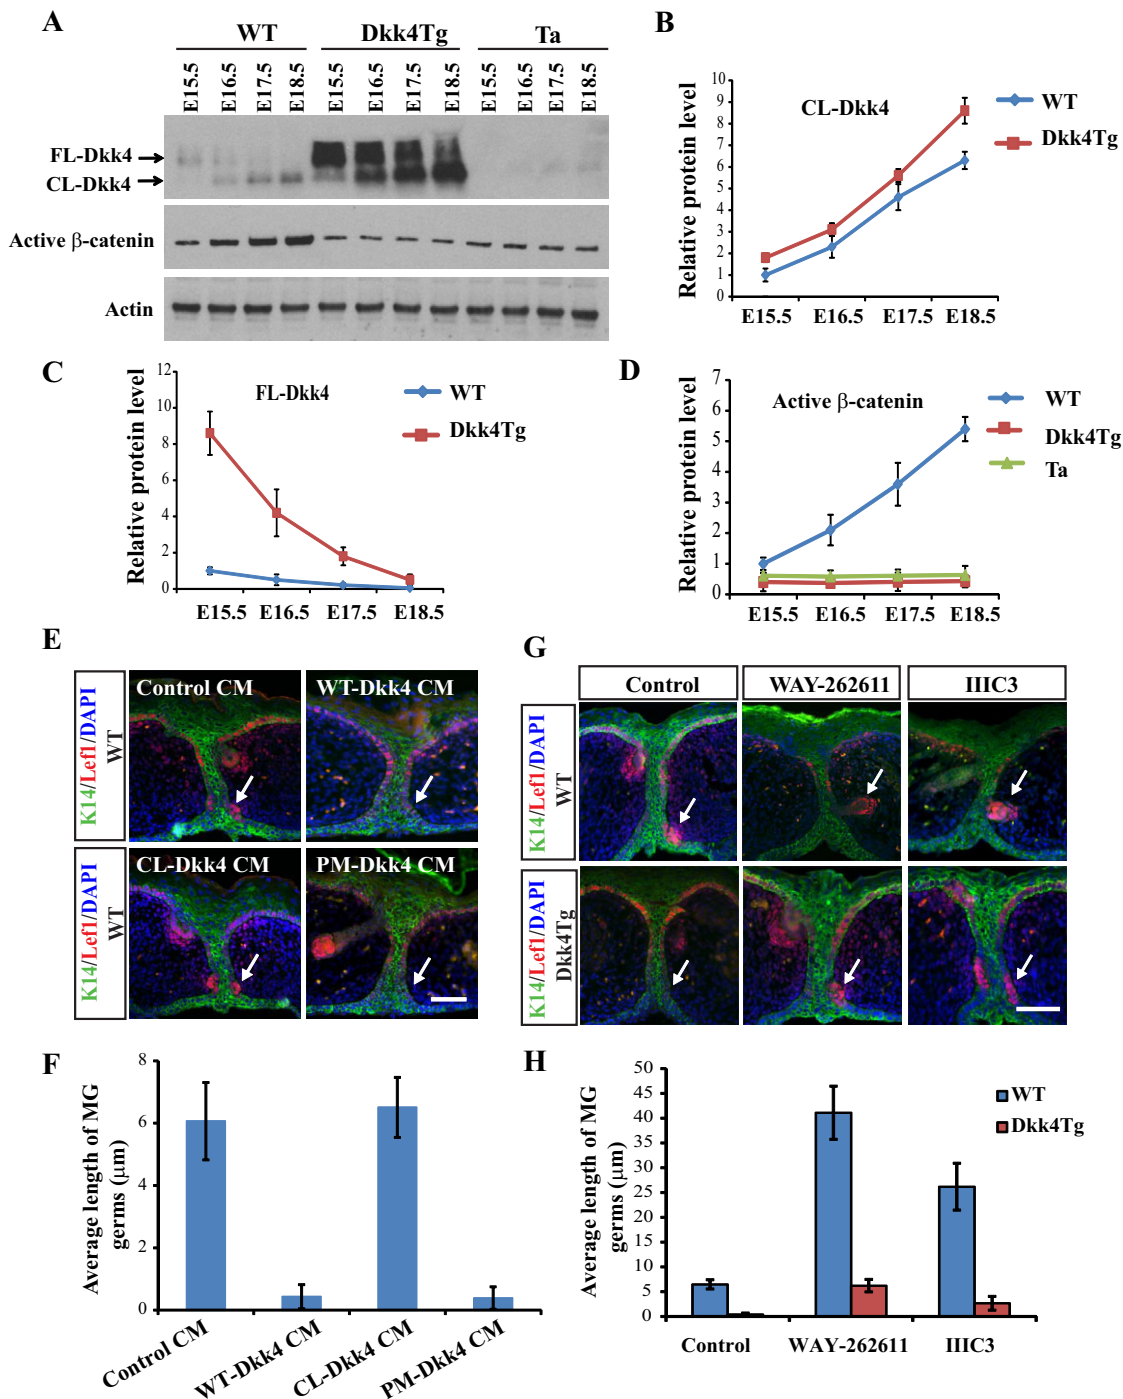 A
WT Dkk4Tg Ta
E15.5 E16.5 E17.5 E18.5 E15.5 E16.5 E17.5 E18.5 E15.5 E16.5 E17.5 E18.5
FL-Dkk4
CL-Dkk4
Active β-catenin
Actin
B
CL-Dkk4
WT
Dkk4Tg
Relative protein level
10
9
8
7
6
5
4
3
2
1
0
E15.5 E16.5 E17.5 E18.5
C
FL-Dkk4
WT
Dkk4Tg
Relative protein level
12
10
8
6
4
2
0
E15.5 E16.5 E17.5 E18.5
D
Active β-catenin
WT
Dkk4Tg
Ta
Relative protein level
7
6
5
4
3
2
1
0
E15.5 E16.5 E17.5 E18.5
E
K14/Lef1/DAPI
WT
Control CM
WT-Dkk4 CM
K14/Lef1/DAPI
WT
CL-Dkk4 CM
PM-Dkk4 CM
G
Control WAY-262611 IIIC3
K14/Lef1/DAPI
WT
K14/Lef1/DAPI
Dkk4Tg
F
Average length of MG
germs (μm)
8
6
4
2
0
Control CM WT-Dkk4 CM CL-Dkk4 CM PM-Dkk4 CM
H
Average length of MG
germs (μm)
50
45
40
35
30
25
20
15
10
5
0
WT
Dkk4Tg
Control WAY-262611 IIIC3